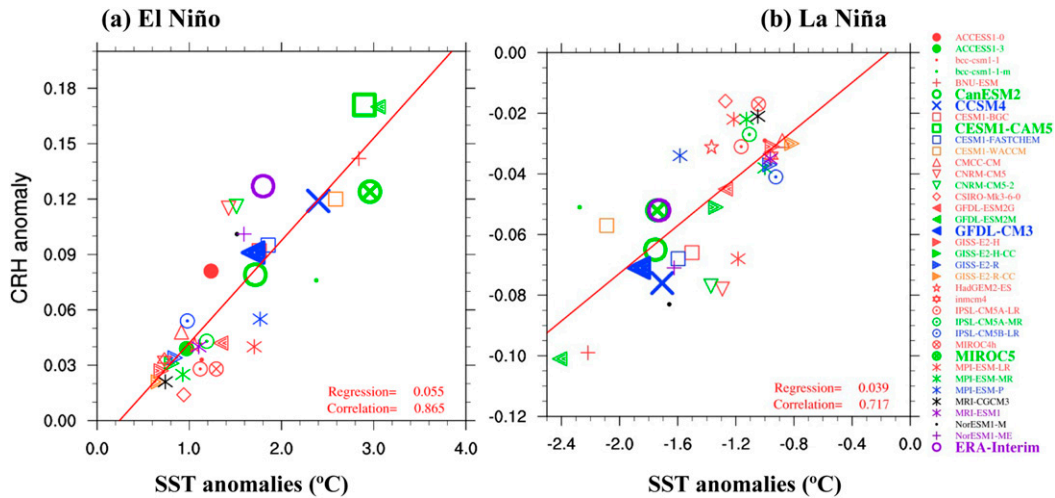 (a) El Niño
(b) La Niña
CRH anomaly
0.18
0.15
0.12
0.09
0.06
0.03
0.00
0.0
1.0
2.0
3.0
4.0
Regression= 0.055
Correlation= 0.865
SST anomalies (ºC)
-0.00
-0.02
-0.04
-0.06
-0.08
-0.10
-0.12
-2.4
-2.0
-1.6
-1.2
-0.8
-0.4
0.0
Regression= 0.039
Correlation= 0.717
SST anomalies (ºC)
ACCESS1-0
ACCESS1-3
bcc-csm1-1
bcc-csm1-1-m
BNU-ESM
CanESM2
CCSM4
CESM1-BGC
CESM1-CAM5
CESM1-FASTCHEM
CESM1-WACCM
CMCC-CM
CNRM-CM5
CNRM-CM5-2
CSIRO-Mk3-6-0
GFDL-ESM2G
GFDL-ESM2M
GFDL-CM3
GISS-E2-H
GISS-E2-H-CC
GISS-E2-R
GISS-E2-R-CC
HadGEM2-ES
inmcm4
IPSL-CM5A-LR
IPSL-CM5A-MR
IPSL-CM5B-LR
MIROC4h
MIROC5
MPI-ESM-LR
MPI-ESM-MR
MPI-ESM-P
MRI-CGCM3
MRI-ESM1
NorESM1-M
NorESM1-ME
ERA-Interim